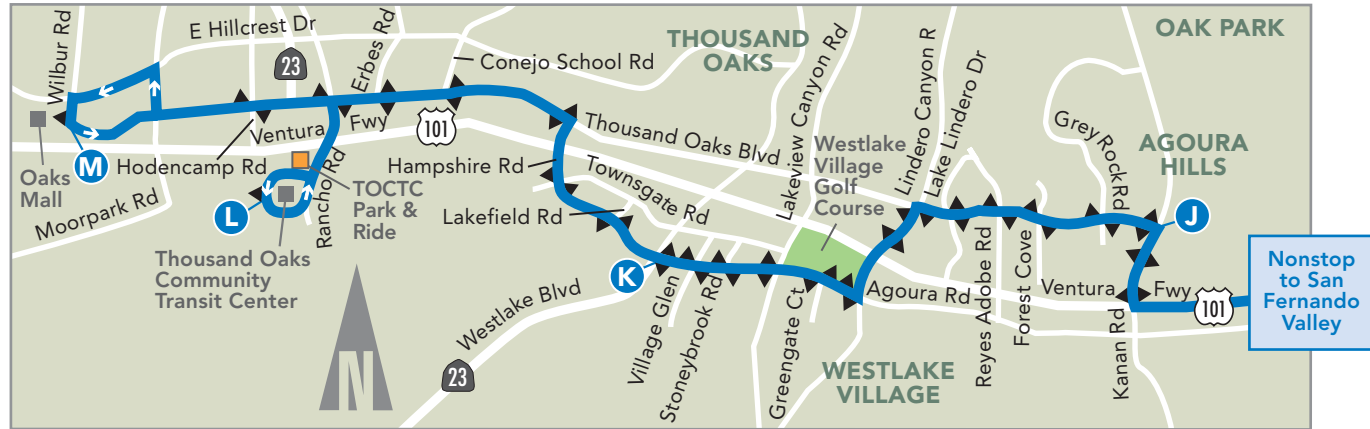 Wilbur Rd
E Hillcrest Dr
23
Erbes Rd
Conejo School Rd
THOUSAND
OAKS
Lakeview Canyon Rd
Lindero Canyon R
Lake Lindero Dr
OAK PARK
Grey Rock Rd
AGOURA
HILLS
Oaks
Mall
M
Hodencamp Rd
Ventura
Fwy
101
Moorpark Rd
L
Rancho Rd
TOCTC
Park &
Ride
Thousand Oaks
Community
Transit Center
N
Hampshire Rd
Thousand Oaks Blvd
Townsgate Rd
Lakefield Rd
Westlake
Village
Golf
Course
K
Westlake Blvd
23
Village Glen
Stoneybrook Rd
Greengate Ct
Agoura Rd
WESTLAKE
VILLAGE
Reyes Adobe Rd
Forest Cove
J
Ventura
Fwy
101
Kanan Rd
Nonstop
to San
Fernando
Valley